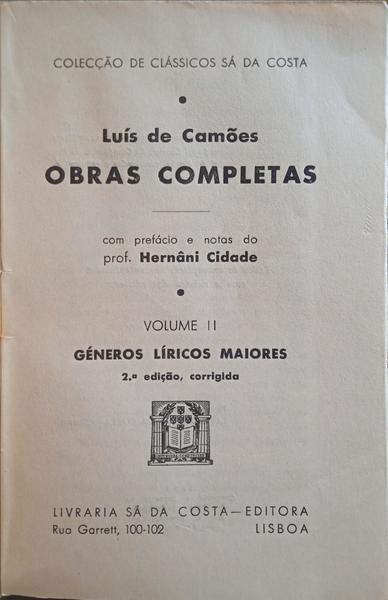 COLECÇÃO DE CLÁSSICOS SÁ DA COSTA
Luís de Camões
OBRAS COMPLETAS
com prefácio e notas do
prof. Hernâni Cidade
VOLUME II
GÉNEROS LÍRICOS MAIORES
2.ª edição, corrigida
LIVRARIA SÁ DA COSTA—EDITORA
Rua Garrett, 100-102 LISBOA